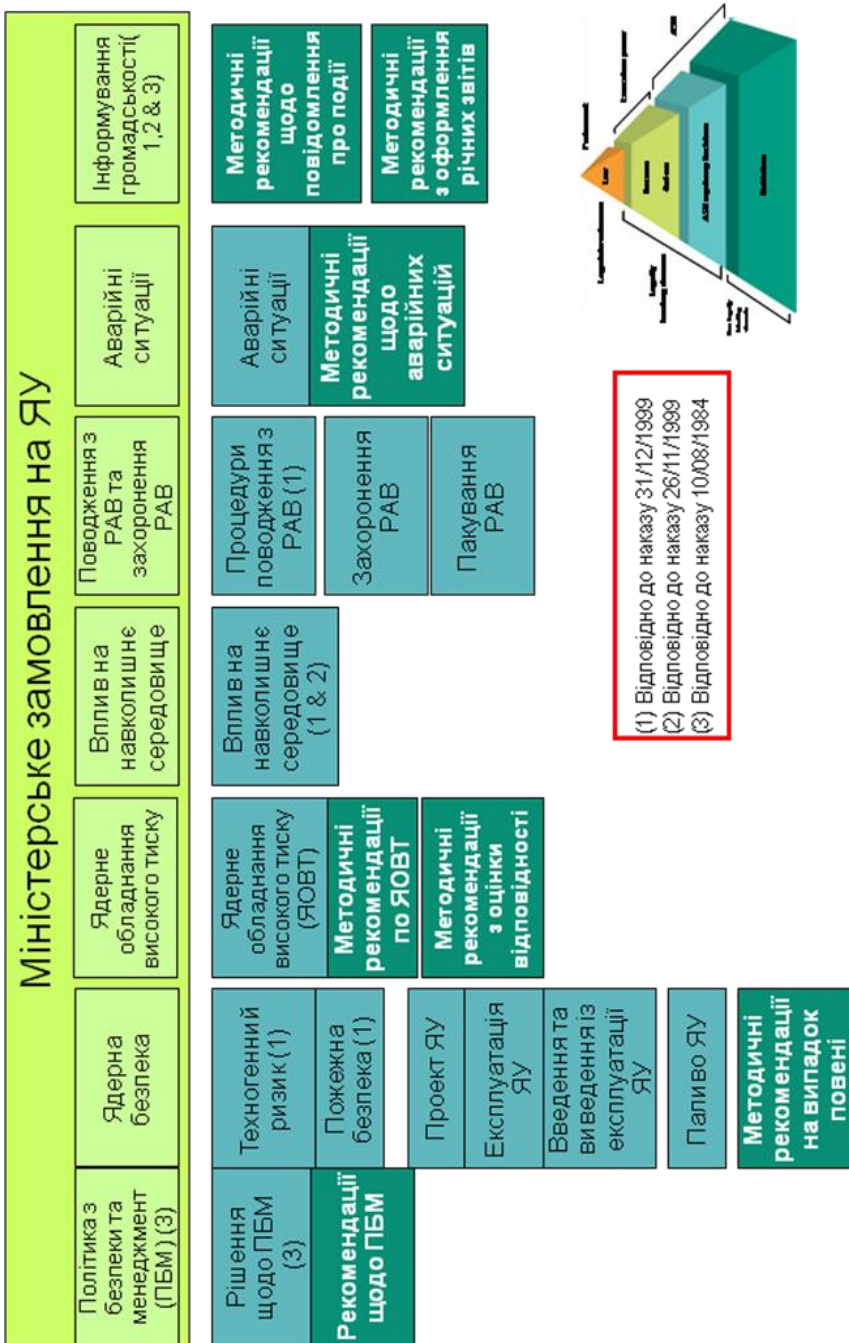 Міністерське замовлення на ЯУ
Політика з
безпеки та
менеджмент
(ПБМ) (3)
Ядерна
безпека
Ядерне
обладнання
високого тиску
Вплив на
навколишнє
середовище
Поводження з
РАВ та
захоронення
РАВ
Аварійні
ситуації
Інформування
громадськості(
1,2 & 3)
Рішення
щодо ПБМ
(3)
Рекомендації
щодо ПБМ
Техногенний
ризик (1)
Пожежна
безпека (1)
Проект ЯУ
Експлуатація
ЯУ
Введення та
виведення із
експлуатації
ЯУ
Паливо ЯУ
Методичні
рекомендації
на випадок
повені
Ядерне
обладнання
високого тиску
(ЯОВТ)
Методичні
рекомендації
по ЯОВТ
Методичні
рекомендації
з оцінки
відповідності
Вплив на
навколишнє
середовище
(1 & 2)
Процедури
поводження з
РАВ (1)
Захоронення
РАВ
Пакування
РАВ
Аварійні
ситуації
Методичні
рекомендації
щодо
аварійних
ситуацій
Методичні
рекомендації
щодо
повідомлення
про події
Методичні
рекомендації
з оформлення
річних звітів
(1) Відповідно до наказу 31/12/1999
(2) Відповідно до наказу 26/11/1999
(3) Відповідно до наказу 10/08/1984